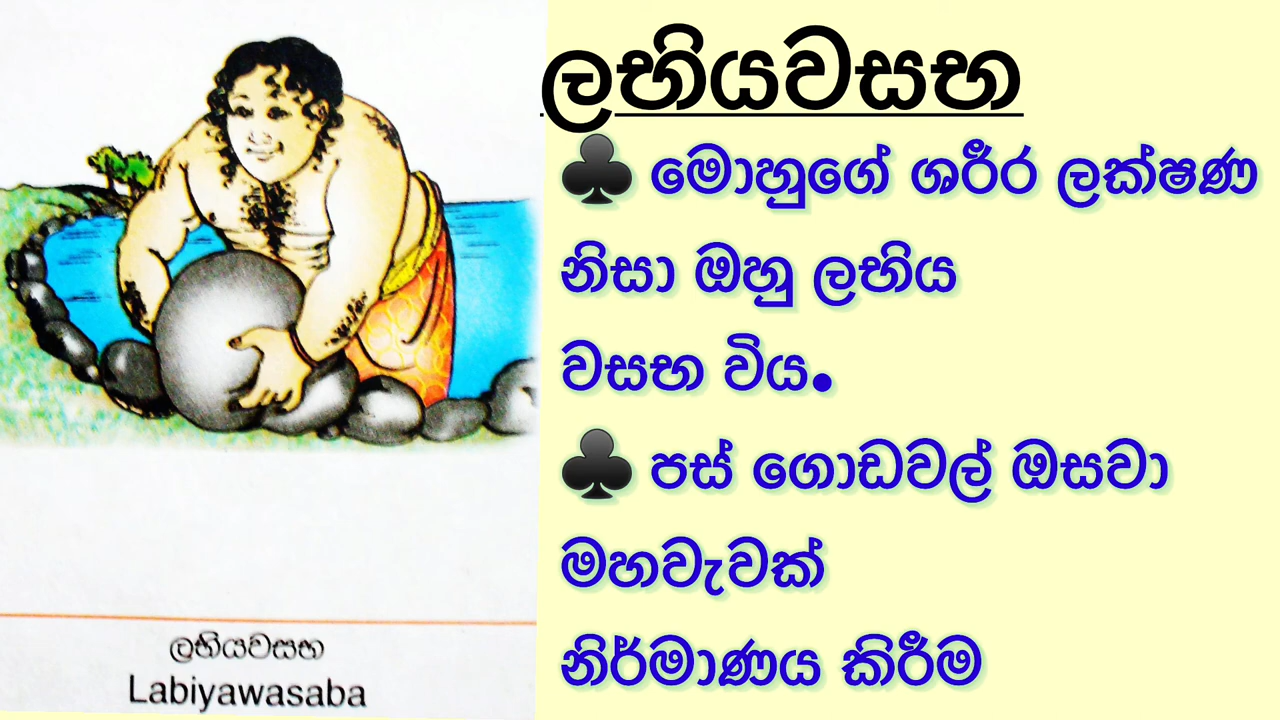 ලභියවසභ
♣ මොහුගේ ශරීර ලක්ෂණ
නිසා ඔහු ලභිය
වසභ විය.
♣ පස් ගොඩවල් ඔසවා
මහවැවක්
නිර්මාණය කිරීම
ලභියවසභ
Labiyawasaba